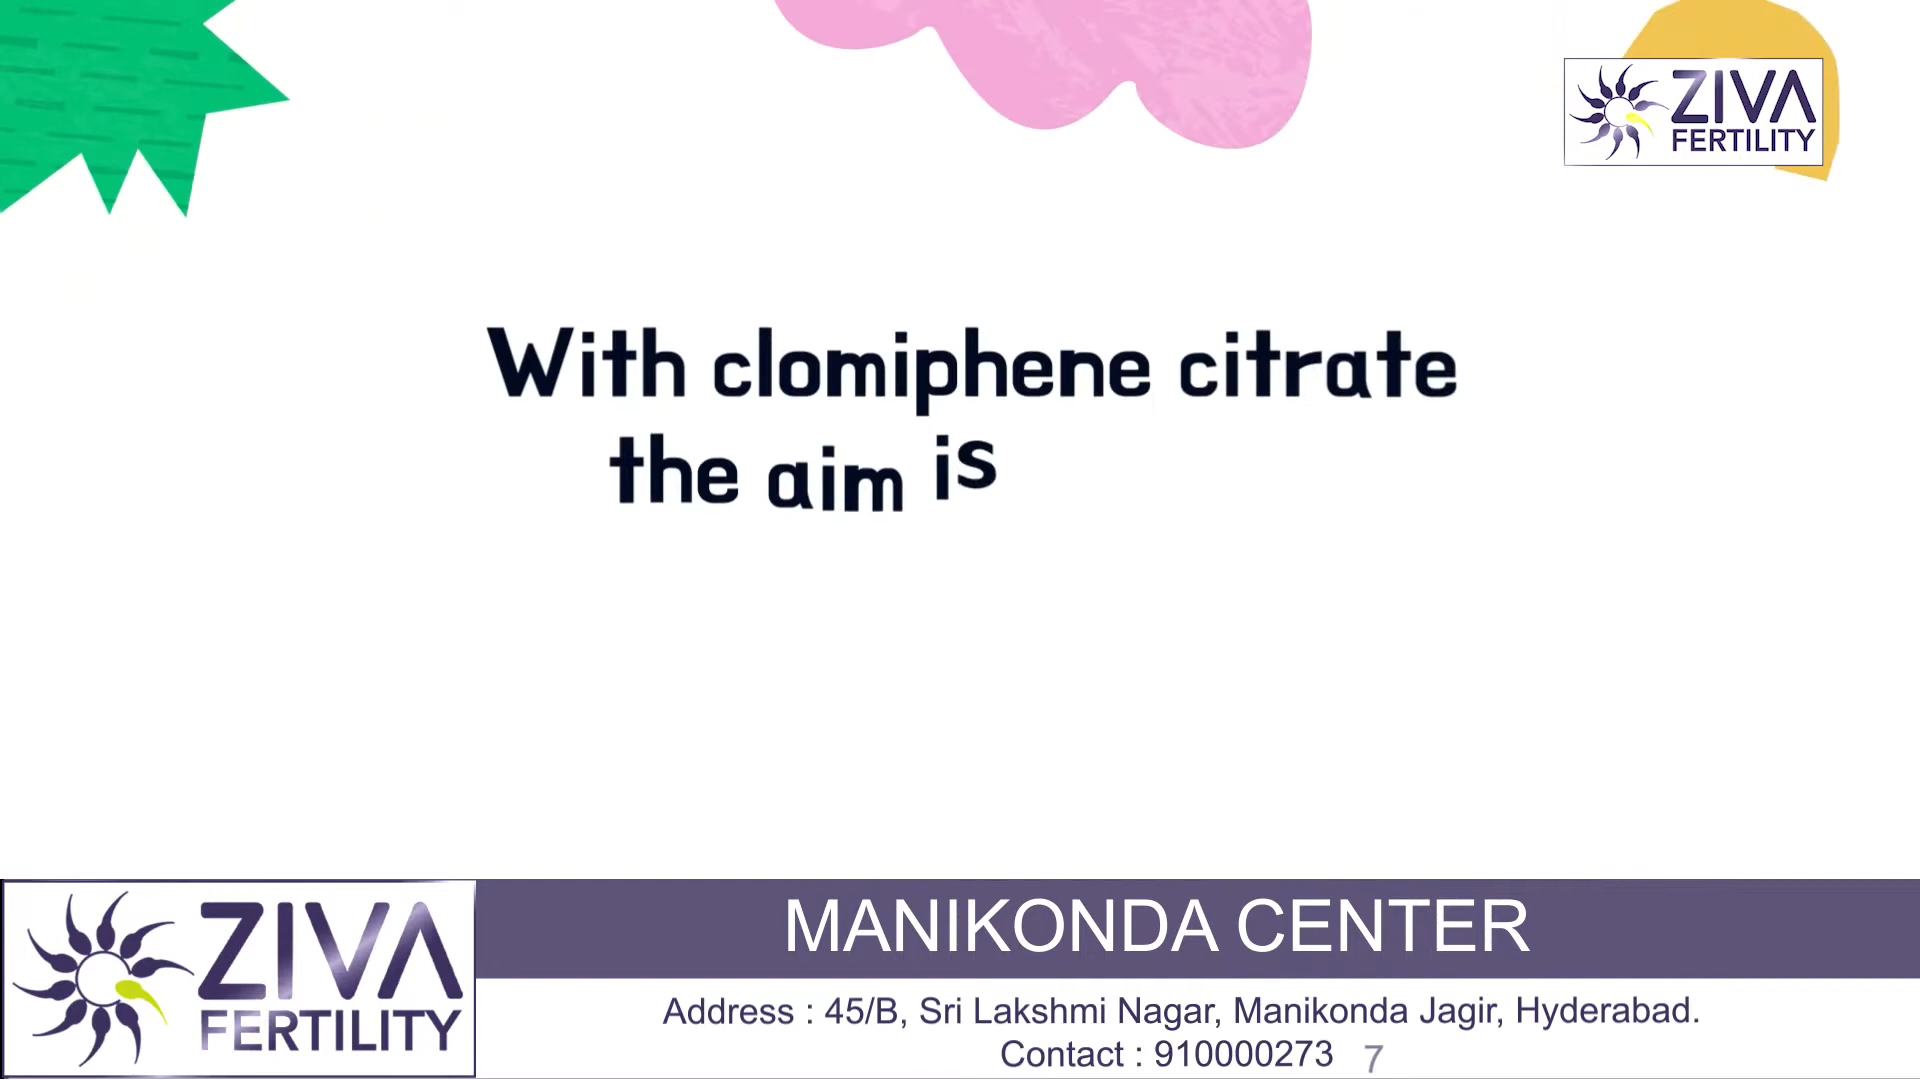 ZIVA
FERTILITY
With clomiphene citrate
the aim is
ZIVA
FERTILITY
MANIKONDA CENTER
Address : 45/B, Sri Lakshmi Nagar, Manikonda Jagir, Hyderabad.
Contact : 910000273 7